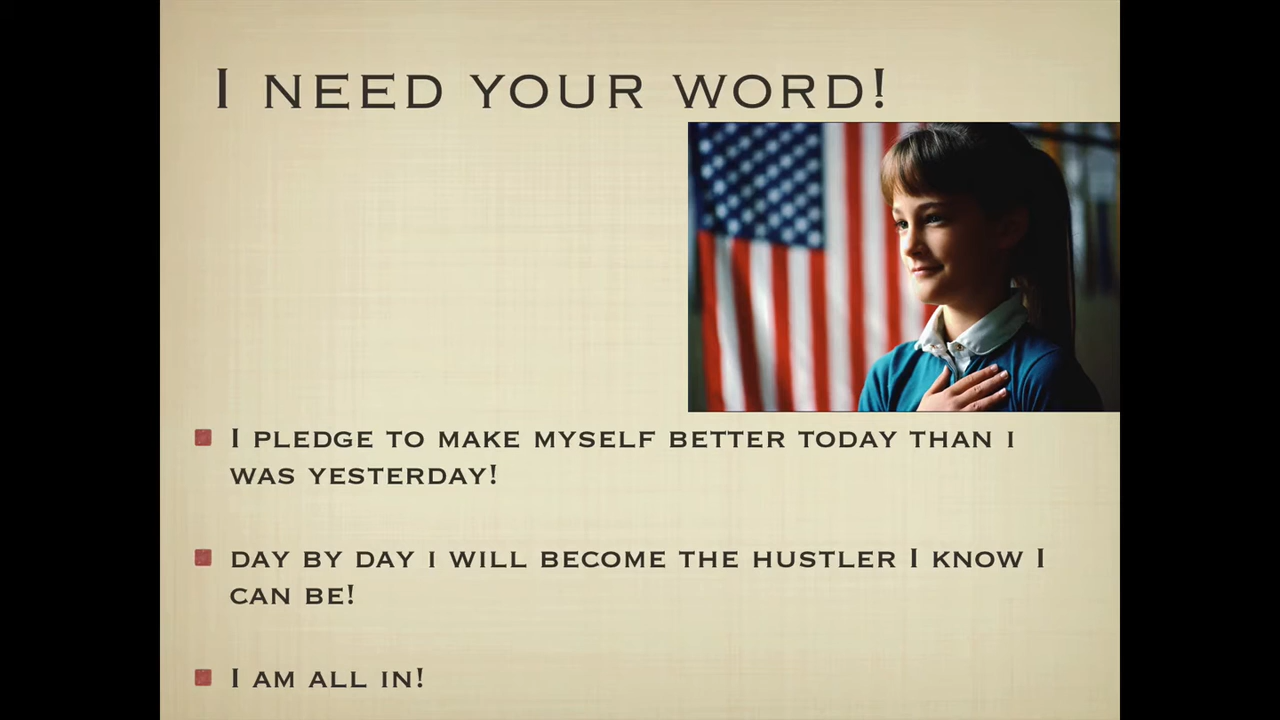 I NEED YOUR WORD!
I PLEDGE TO MAKE MYSELF BETTER TODAY THAN I
WAS YESTERDAY!
DAY BY DAY I WILL BECOME THE HUSTLER I KNOW I
CAN BE!
I AM ALL IN!